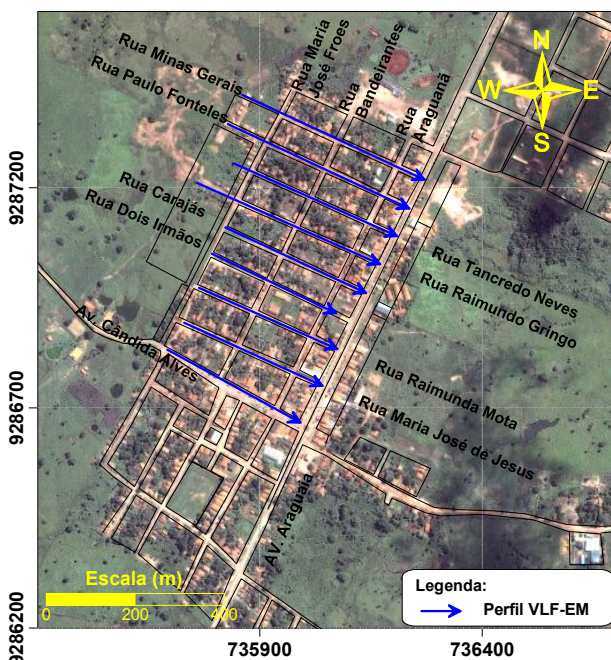 Rua Minas Gerais
Rua Paulo Fonteles
Rua Maria
José Froes
Rua
Bandeirantes
Rua
Araguanã
N
W
E
S
9287200
Rua Carajás
Rua Dois Irmãos
Rua Tancredo Neves
Rua Raimundo Gringo
Av. Cândida Alves
9286700
Rua Raimunda Mota
Rua Maria José de Jesus
AV. Araguaia
Escala (m)
0
200
400
Legenda:
Perfil VLF-EM
9286200
735900
736400